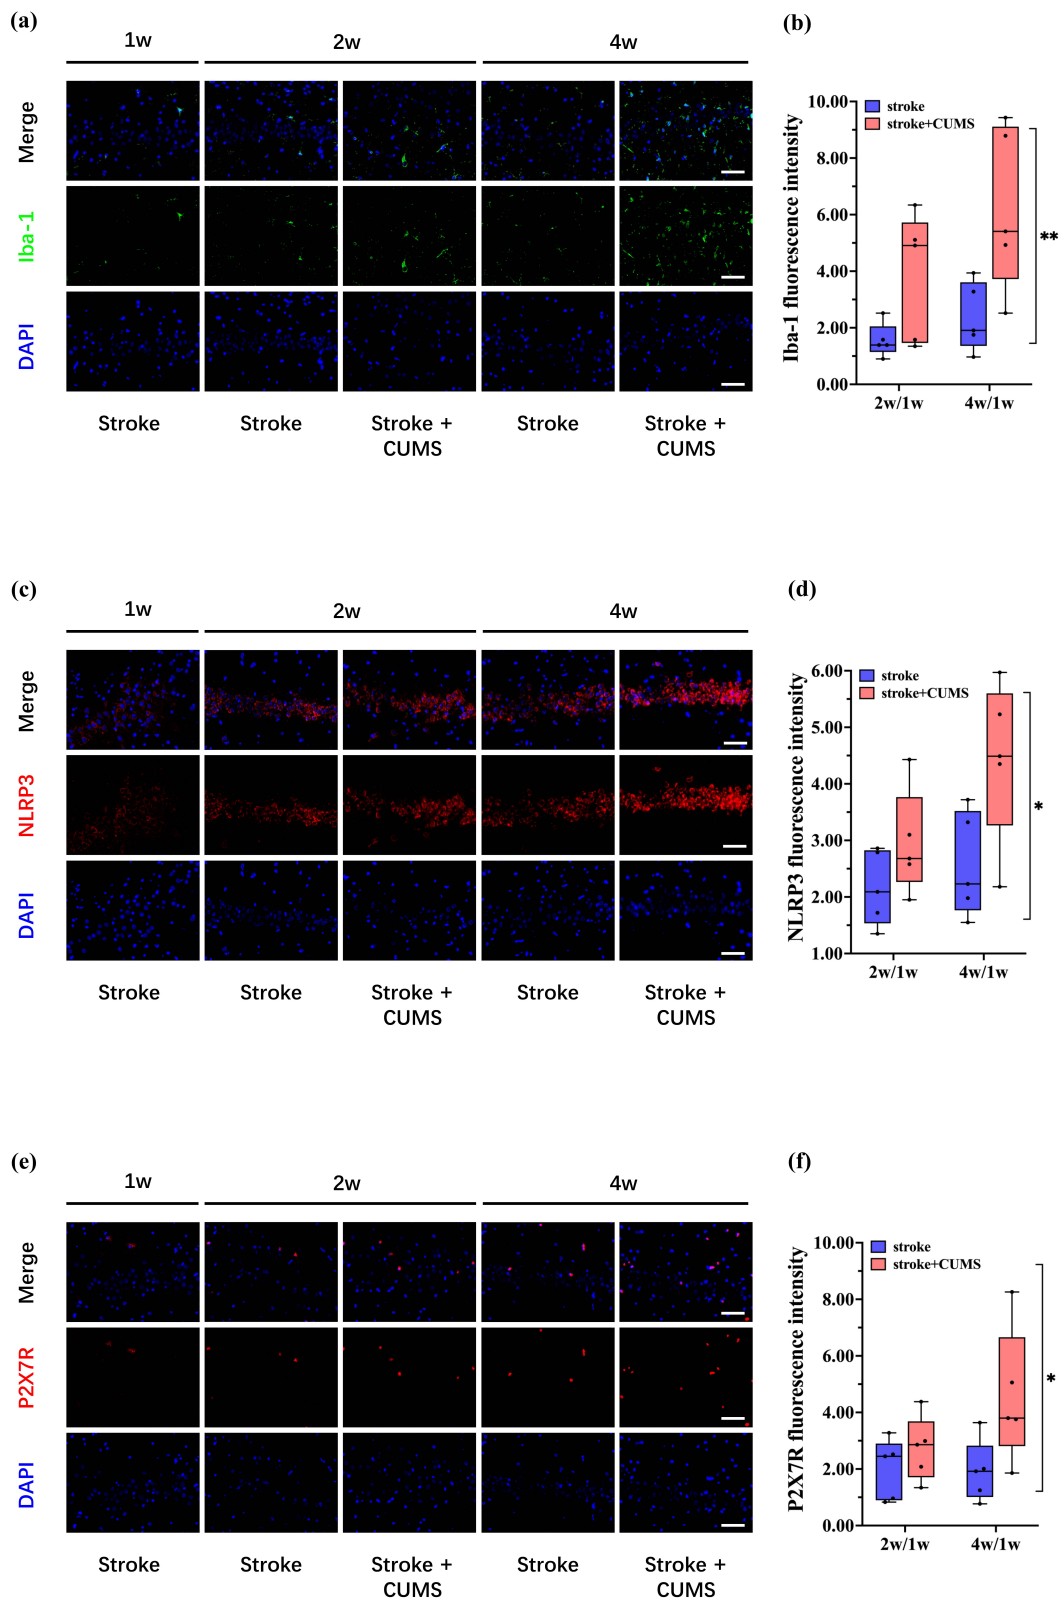 (a)
1w
2w
4w
Merge
Iba-1
DAPI
Stroke
Stroke
Stroke +
CUMS
Stroke
Stroke +
CUMS
(b)
stroke
stroke+CUMS
Iba-1 fluorescence intensity
10.00
8.00
6.00
4.00
2.00
0.00
**
2w/1w
4w/1w
(c)
1w
2w
4w
Merge
NLRP3
DAPI
Stroke
Stroke
Stroke +
CUMS
Stroke
Stroke +
CUMS
(d)
stroke
stroke+CUMS
NLRP3 fluorescence intensity
6.00
5.00
4.00
3.00
2.00
1.00
*
2w/1w
4w/1w
(e)
1w
2w
4w
Merge
P2X7R
DAPI
Stroke
Stroke
Stroke +
CUMS
Stroke
Stroke +
CUMS
(f)
stroke
stroke+CUMS
P2X7R fluorescence intensity
10.00
8.00
6.00
4.00
2.00
0.00
*
2w/1w
4w/1w